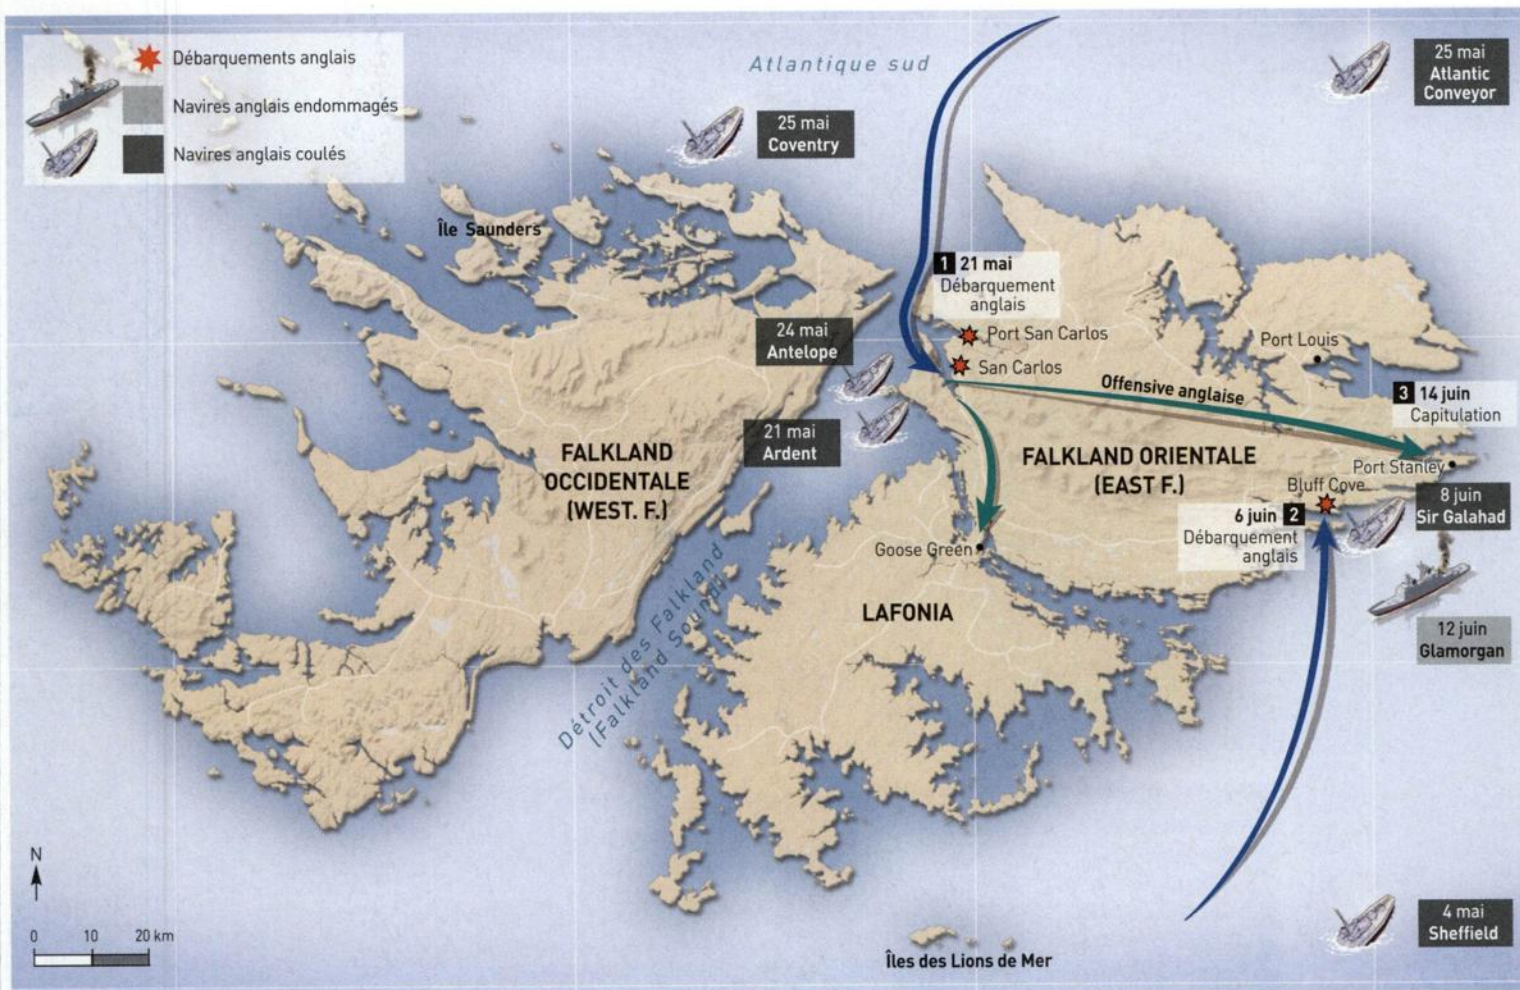 Débarquements anglais
Navires anglais endommagés
Navires anglais coulés
Atlantique sud
25 mai
Atlantic
Conveyor
25 mai
Coventry
Île Saunders
1 21 mai
Débarquement
anglais
24 mai
Antelope
Port San Carlos
San Carlos
Port Louis
Offensive anglaise
3 14 juin
Capitulation
21 mai
Ardent
FALKLAND
OCCIDENTALE
(WEST. F.)
FALKLAND ORIENTALE
(EAST F.)
Port Stanley
Bluff Cove
8 juin
Sir Galahad
6 juin 2
Débarquement
anglais
Goose Green
LAFONIA
12 juin
Glamorgan
Détroit des Falkland
(Falkland Sound)
N
0 10 20 km
4 mai
Sheffield
Îles des Lions de Mer